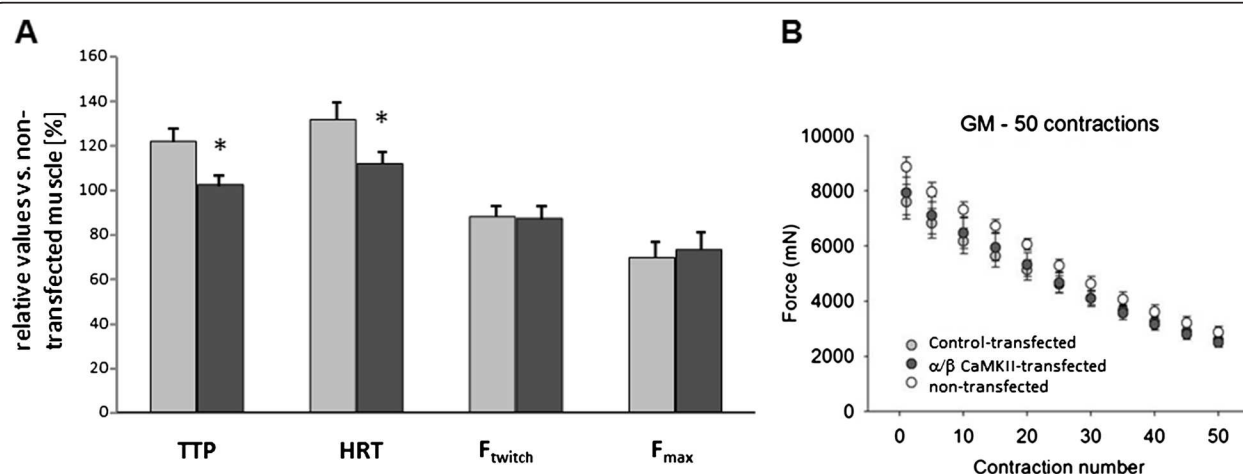 A
relative values vs. non-
transfected muscle [%]
160
140
120
100
80
60
40
20
0
*
*
TTP
HRT
Ftwitch
Fmax
B
GM - 50 contractions
Force (mN)
10000
8000
6000
4000
2000
0
Control-transfected
α/β CaMKII-transfected
non-transfected
0
10
20
30
40
50
Contraction number